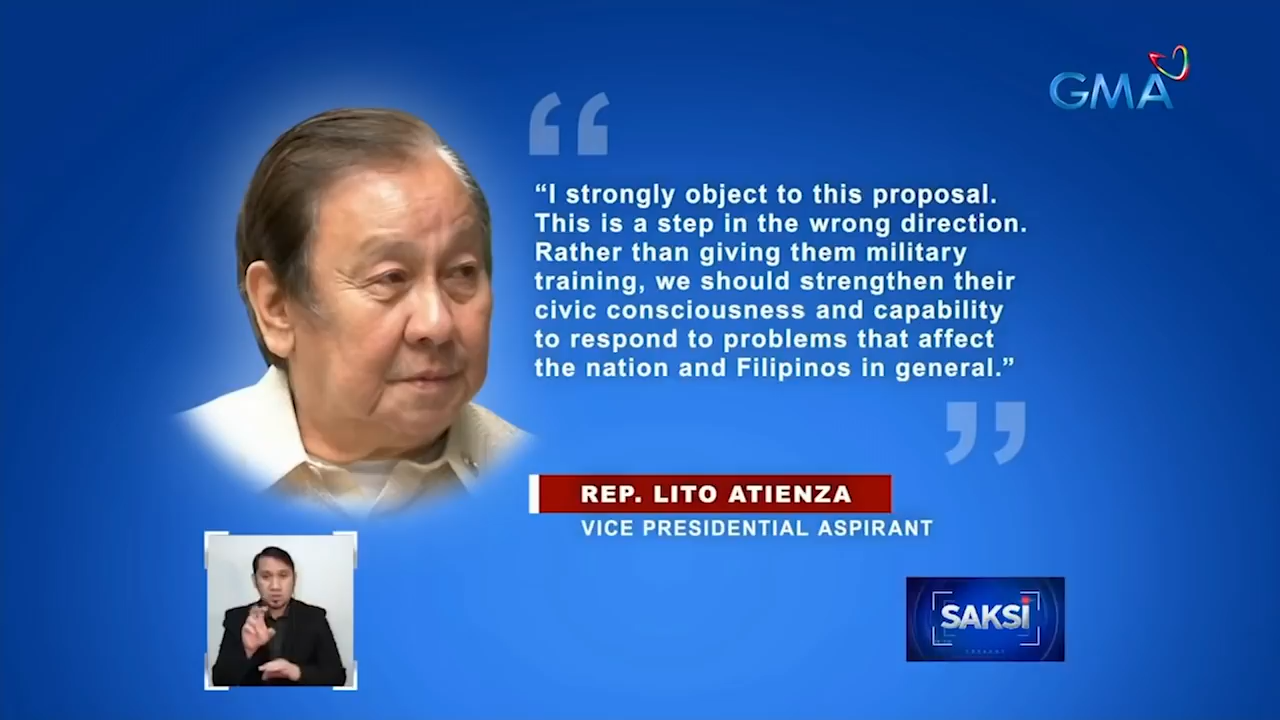 GMA
“I strongly object to this proposal.
This is a step in the wrong direction.
Rather than giving them military
training, we should strengthen their
civic consciousness and capability
to respond to problems that affect
the nation and Filipinos in general.”
REP. LITO ATIENZA
VICE PRESIDENTIAL ASPIRANT
SAKSI